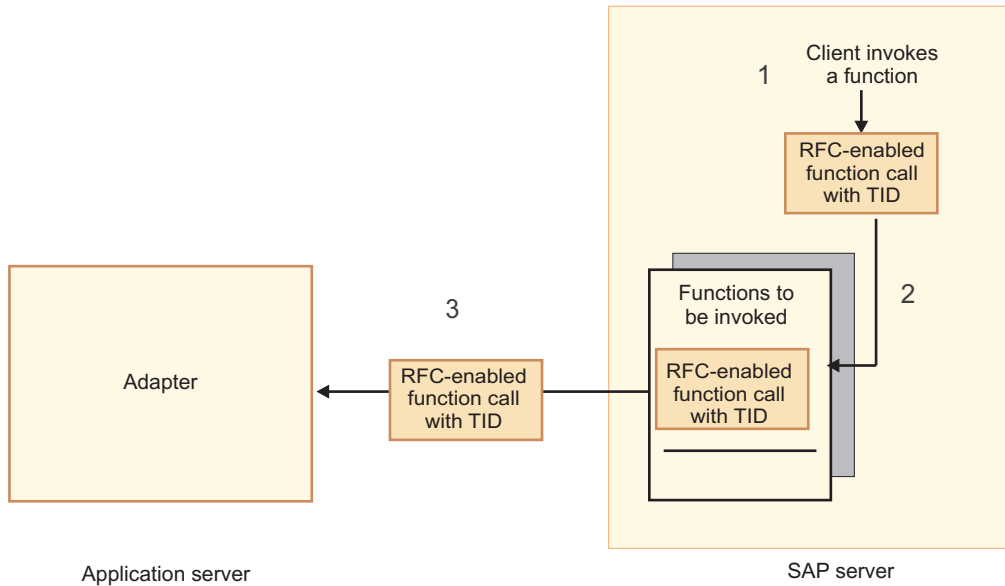 1
Client invokes
a function
RFC-enabled
function call
with TID
2
Functions to
be invoked
RFC-enabled
function call
with TID
3
RFC-enabled
function call
with TID
Adapter
Application server
SAP server